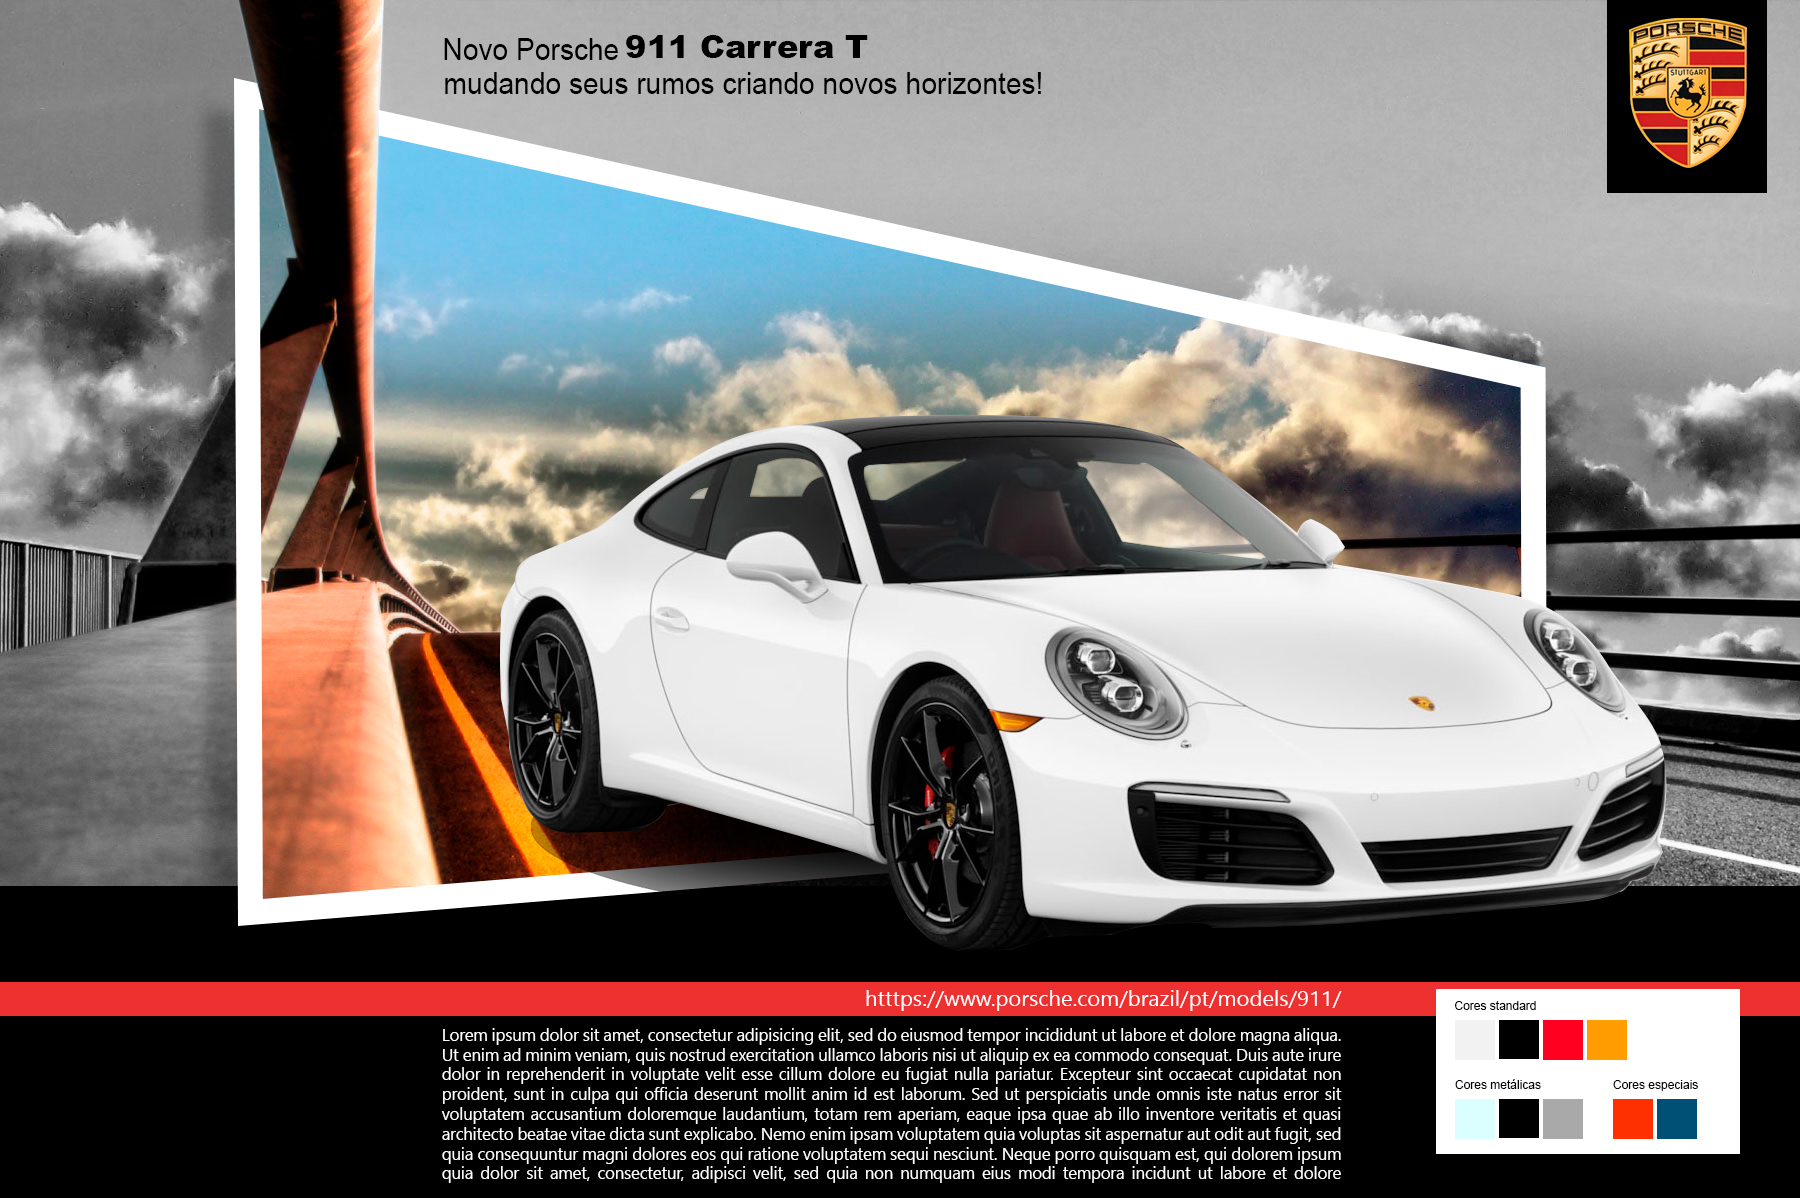 Novo Porsche 911 Carrera T
mudando seus rumos criando novos horizontes!
PORSCHE
STUTTGART
htttps://www.porsche.com/brazil/pt/models/911/
Lorem ipsum dolor sit amet, consectetur adipisicing elit, sed do eiusmod tempor incididunt ut labore et dolore magna aliqua.
Ut enim ad minim veniam, quis nostrud exercitation ullamco laboris nisi ut aliquip ex ea commodo consequat. Duis aute irure
dolor in reprehenderit in voluptate velit esse cillum dolore eu fugiat nulla pariatur. Excepteur sint occaecat cupidatat non
proident, sunt in culpa qui officia deserunt mollit anim id est laborum. Sed ut perspiciatis unde omnis iste natus error sit
voluptatem accusantium doloremque laudantium, totam rem aperiam, eaque ipsa quae ab illo inventore veritatis et quasi
architecto beatae vitae dicta sunt explicabo. Nemo enim ipsam voluptatem quia voluptas sit aspernatur aut odit aut fugit, sed
quia consequuntur magni dolores eos qui ratione voluptatem sequi nesciunt. Neque porro quisquam est, qui dolorem ipsum
quia dolor sit amet, consectetur, adipisci velit, sed quia non numquam eius modi tempora incidunt ut labore et dolore
Cores standard
Cores metálicas
Cores especiais